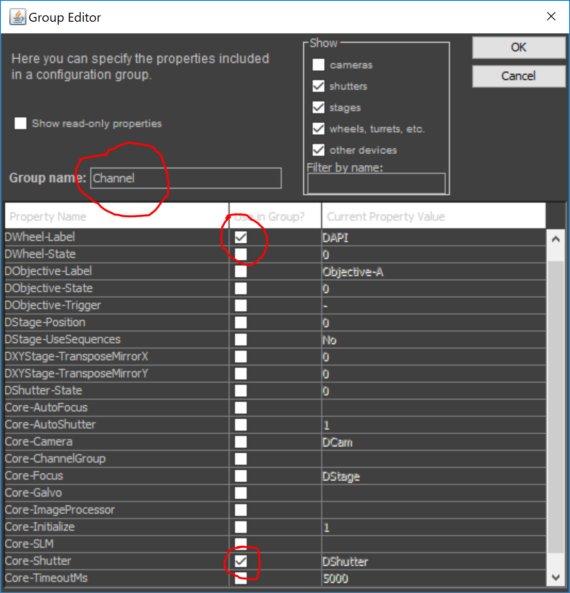 Group Editor
Here you can specify the properties included
in a configuration group.
Show read-only properties
Show
cameras
shutters
stages
wheels, turrets, etc.
other devices
Filter by name:
OK
Cancel
Group name: Channel
Property Name Use in Group? Current Property Value
DWheel-Label DAPI
DWheel-State 0
DObjective-Label Objective-A
DObjective-State 0
DObjective-Trigger -
DStage-Position 0
DStage-UseSequences No
DXYStage-TransposeMirrorX 0
DXYStage-TransposeMirrorY 0
DShutter-State 0
Core-AutoFocus
Core-AutoShutter 1
Core-Camera DCam
Core-ChannelGroup
Core-Focus DStage
Core-Galvo
Core-ImageProcessor
Core-Initialize 1
Core-SLM
Core-Shutter DShutter
Core-TimeoutMs 5000